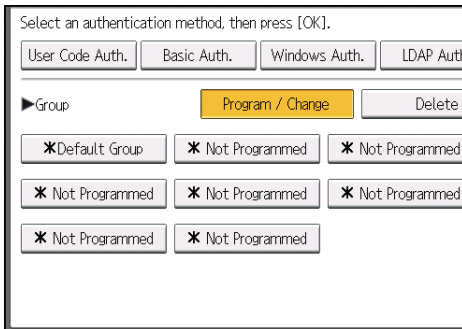 Select an authentication method, then press [OK].
User Code Auth. Basic Auth. Windows Auth. LDAP Auth
▶Group Program / Change Delete
*Default Group * Not Programmed * Not Programmed
* Not Programmed * Not Programmed * Not Programmed
* Not Programmed * Not Programmed